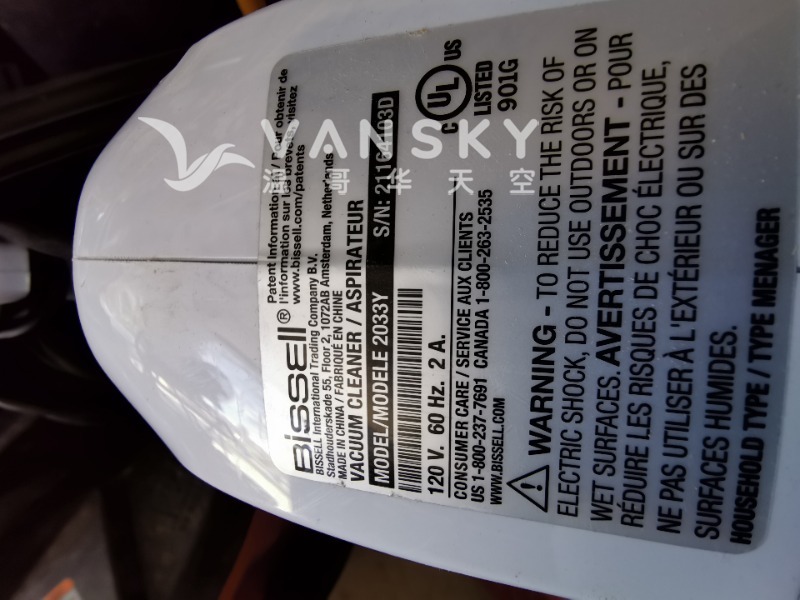 Patent Information / Pour obtenir de
l'information sur les brevets, visitez
www.bissell.com/patents
BISSELL®
BISSELL International Trading Company B.V.
Stadhouderskade 55, Floor 2, 1072AB Amsterdam, Netherlands
MADE IN CHINA / FABRIQUÉ EN CHINE
VACUUM CLEANER / ASPIRATEUR
MODEL/MODELE 2033Y
S/N:
120 V. 60 Hz. 2 A.
C UL US
LISTED
901G
CONSUMER CARE / SERVICE AUX CLIENTS
US 1-800-237-7691 CANADA 1-800-263-2535
WWW.BISSELL.COM
WARNING - TO REDUCE THE RISK OF
ELECTRIC SHOCK, DO NOT USE OUTDOORS OR ON
WET SURFACES. AVERTISSEMENT - POUR
RÉDUIRE LES RISQUES DE CHOC ÉLECTRIQUE,
NE PAS UTILISER À L'EXTÉRIEUR OU SUR DES
SURFACES HUMIDES.
HOUSEHOLD TYPE / TYPE MENAGER
VANSKY
温哥华天空